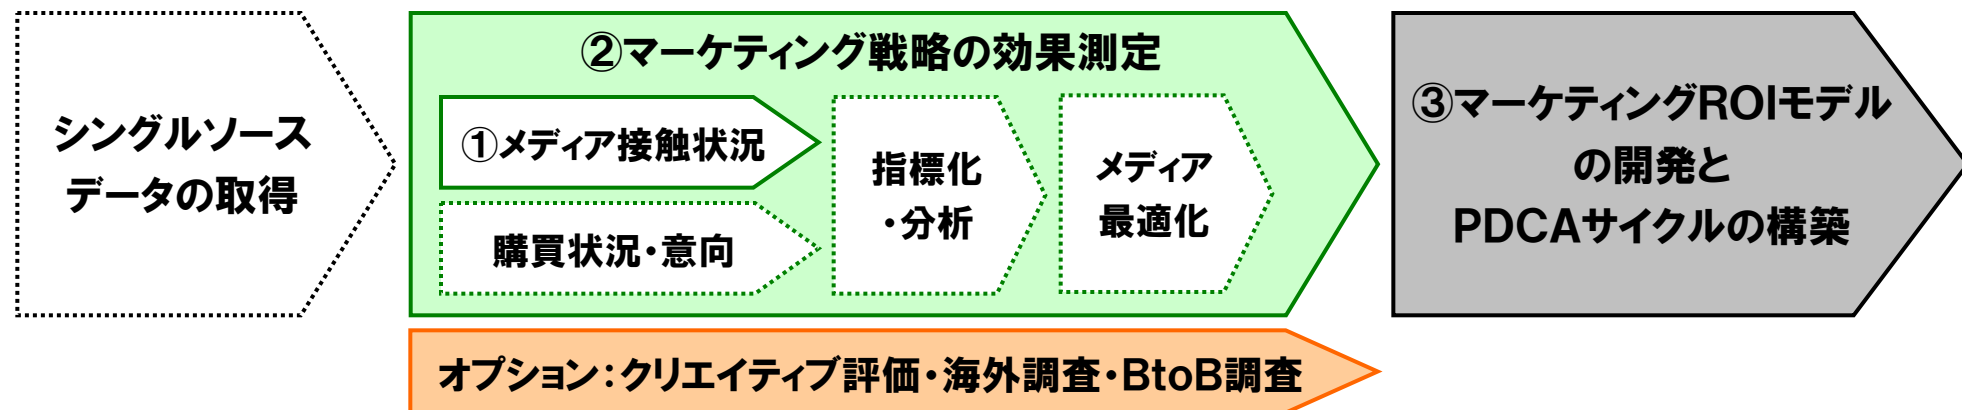 シングルソース
データの取得
②マーケティング戦略の効果測定
①メディア接触状況
購買状況・意向
指標化
・分析
メディア
最適化
③マーケティングROIモデル
の開発と
PDCAサイクルの構築
オプション：クリエイティブ評価・海外調査・BtoB調査